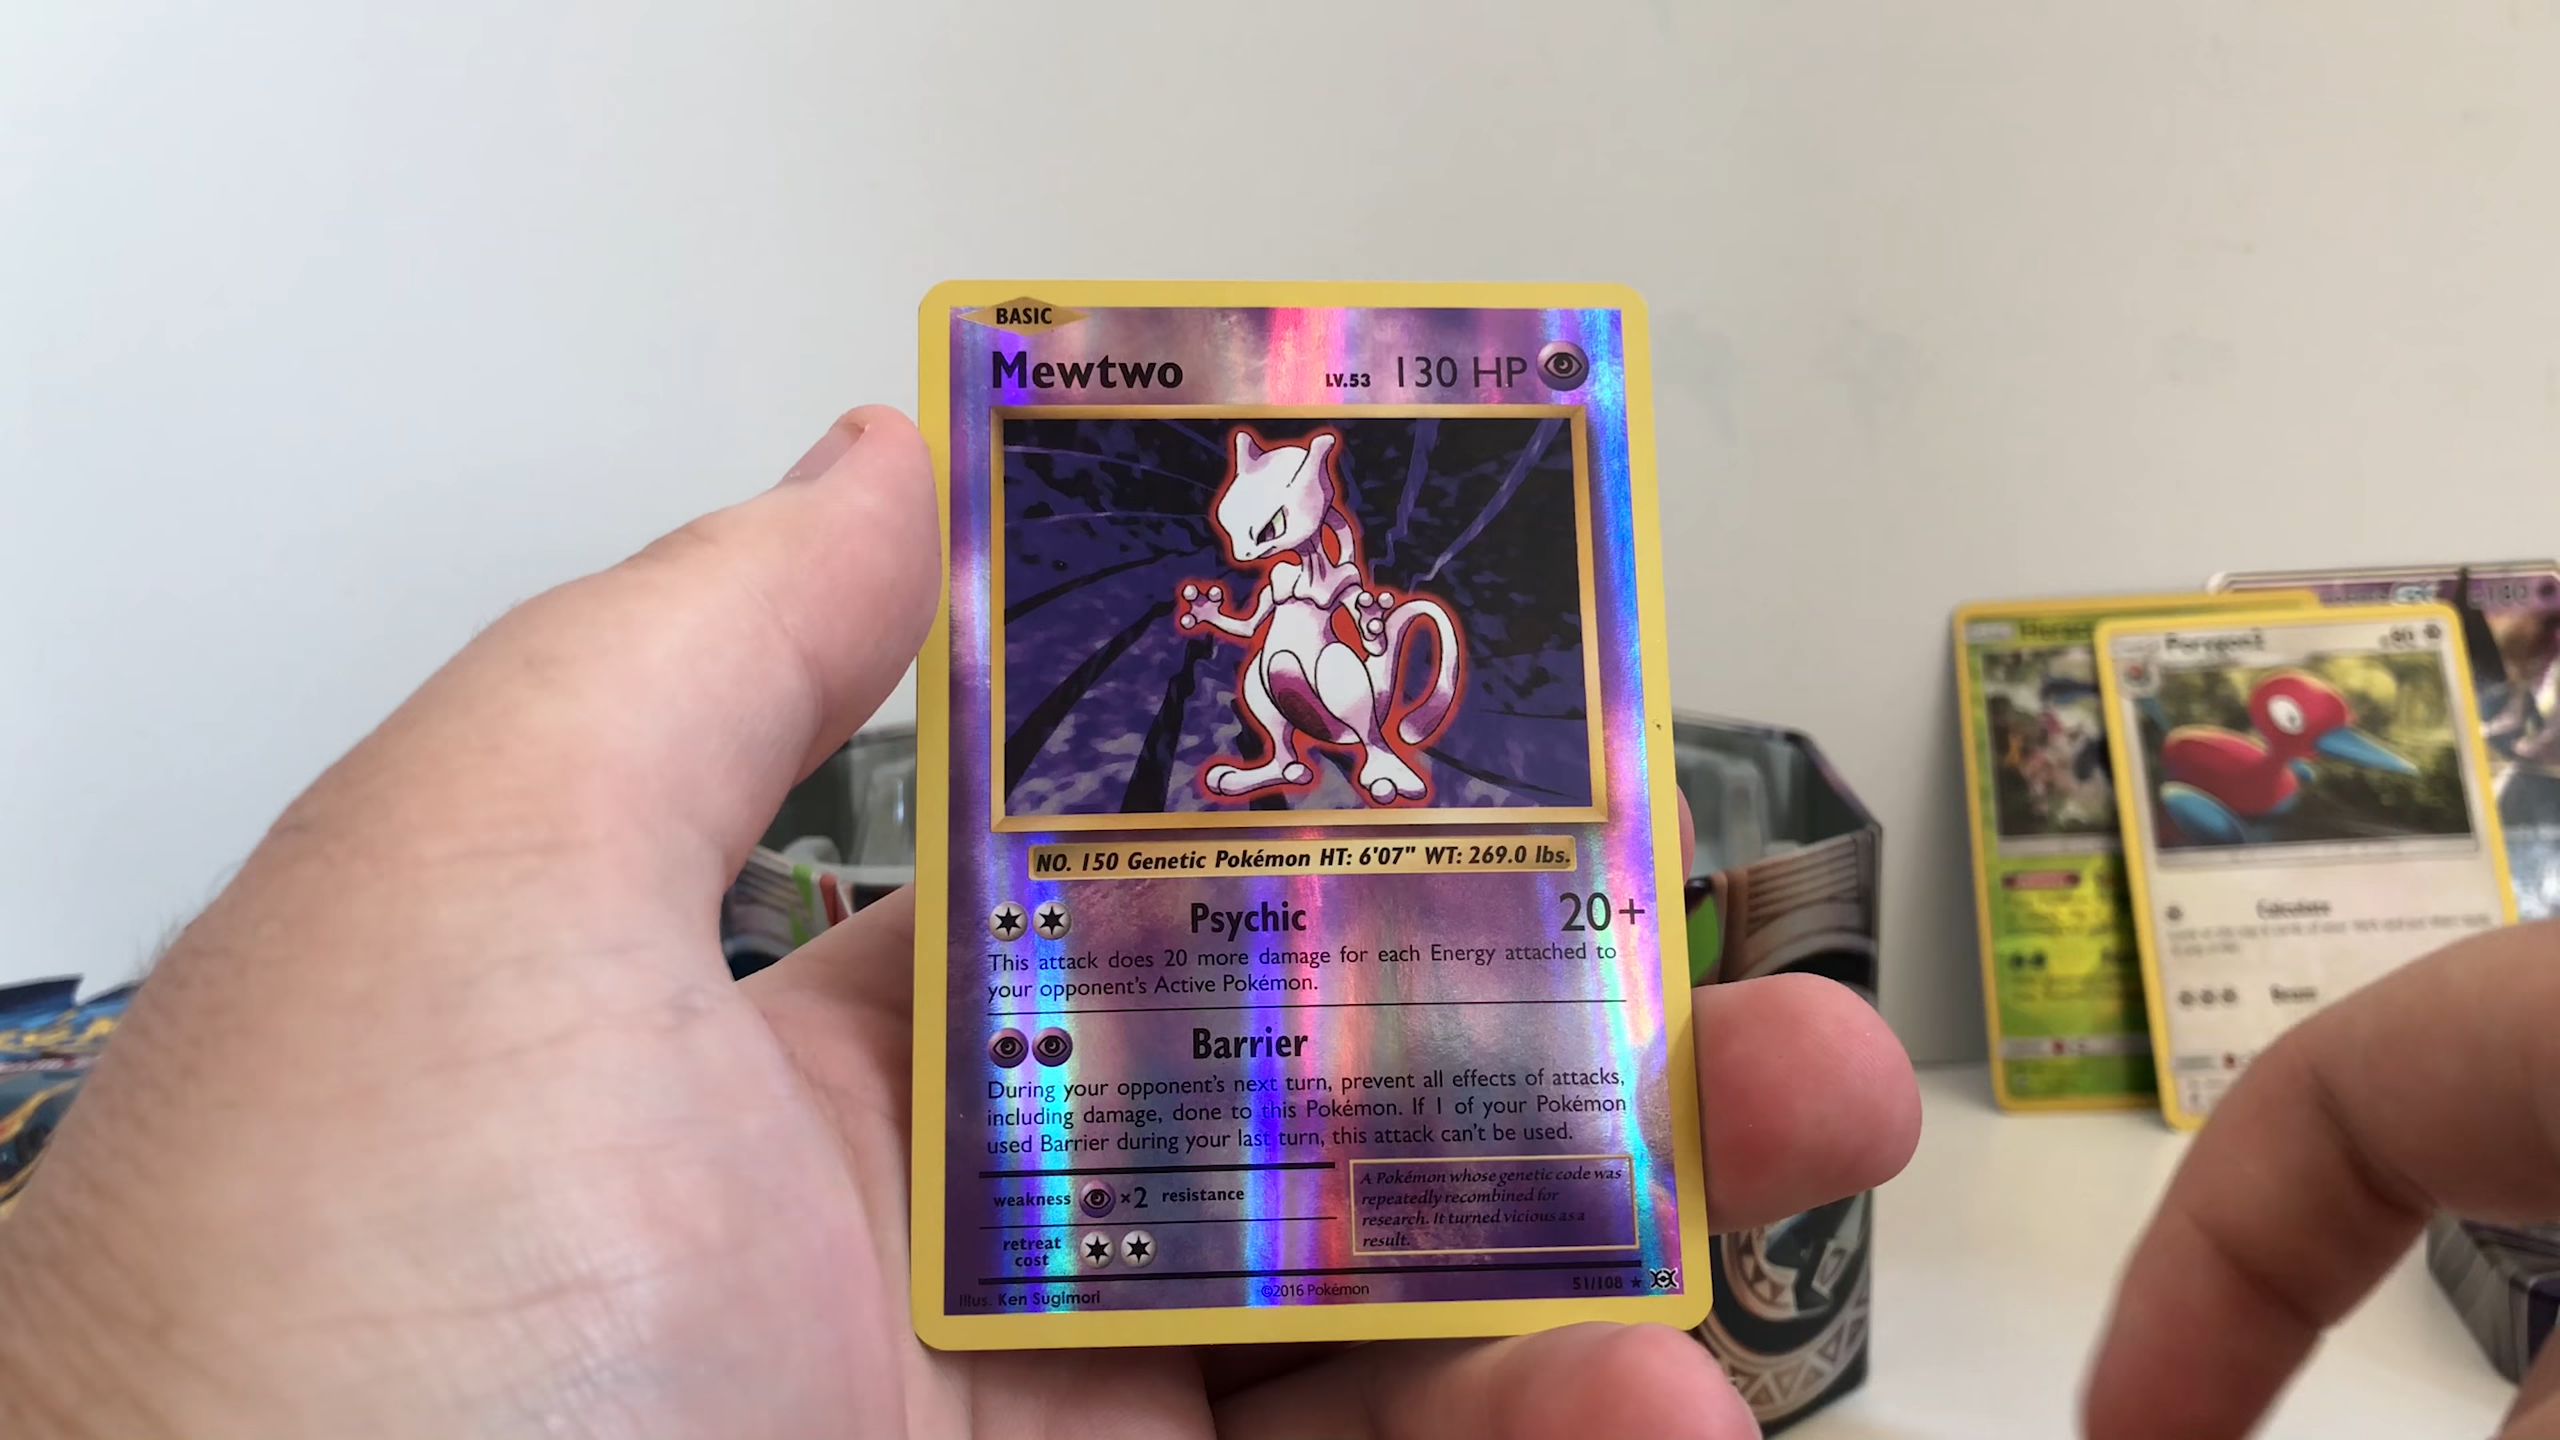 BASIC
Mewtwo LV.53 130 HP
NO. 150 Genetic Pokémon HT: 6'07" WT: 269.0 lbs.
Psychic 20+
This attack does 20 more damage for each Energy attached to
your opponent's Active Pokémon.
Barrier
During your opponent's next turn, prevent all effects of attacks,
including damage, done to this Pokémon. If 1 of your Pokémon
used Barrier during your last turn, this attack can't be used.
weakness ×2 resistance
retreat
cost
A Pokémon whose genetic code was
repeatedly recombined for
research. It turned vicious as a
result.
Illus. Ken Sugimori ©2016 Pokémon 51/108
Porygon2
Calculate